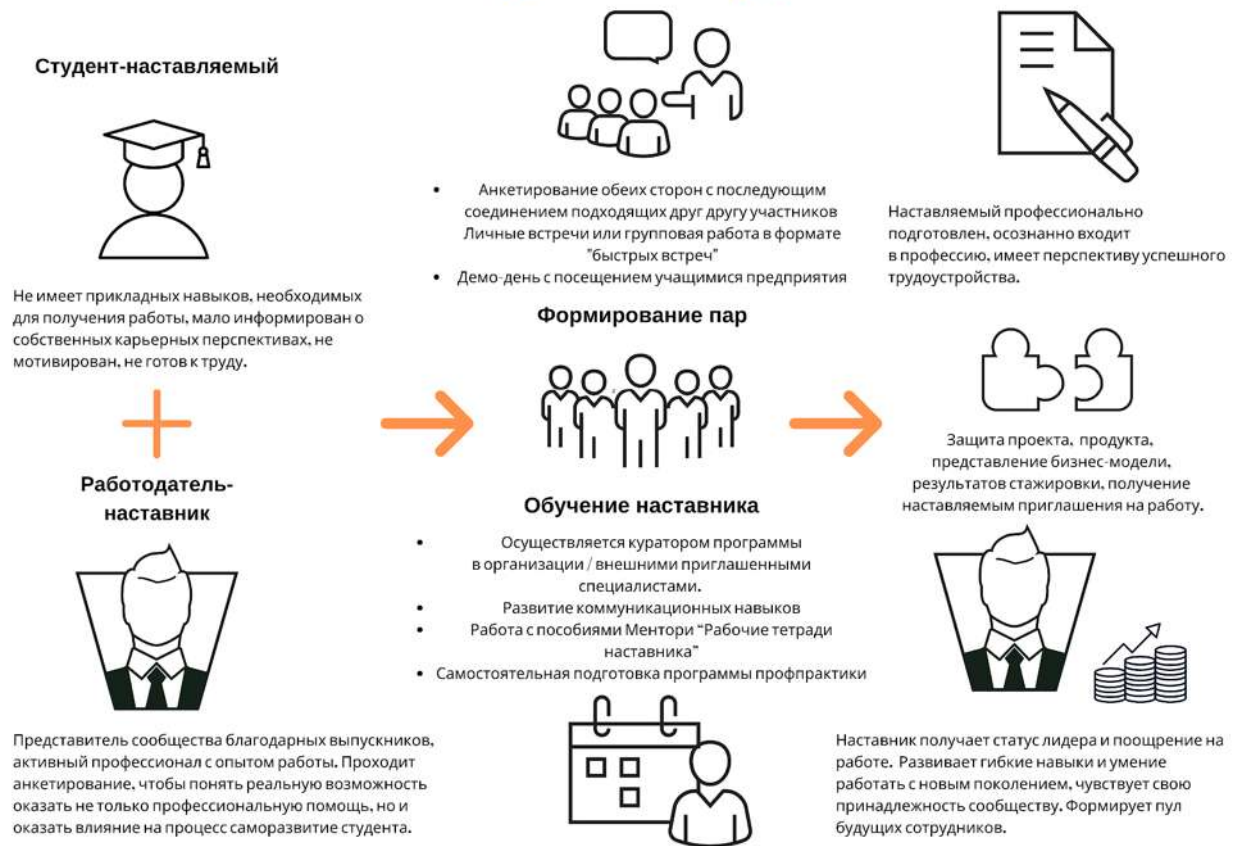 Студент-наставляемый
Не имеет прикладных навыков, необходимых
для получения работы, мало информирован о
собственных карьерных перспективах, не
мотивирован, не готов к труду.
Работодатель-
наставник
Представитель сообщества благодарных выпускников,
активный профессионал с опытом работы. Проходит
анкетирование, чтобы понять реальную возможность
оказать не только профессиональную помощь, но и
оказать влияние на процесс саморазвитие студента.
• Анкетирование обеих сторон с последующим
соединением подходящих друг другу участников
Личные встречи или групповая работа в формате
"быстрых встреч"
• Демо-день с посещением учащимися предприятия
Формирование пар
Обучение наставника
• Осуществляется куратором программы
в организации / внешними приглашенными
специалистами.
• Развитие коммуникационных навыков
• Работа с пособиями Ментори “Рабочие тетради
наставника”
• Самостоятельная подготовка программы профпрактики
Наставляемый профессионально
подготовлен, осознанно входит
в профессию, имеет перспективу успешного
трудоустройства.
Защита проекта, продукта,
представление бизнес-модели,
результатов стажировки, получение
наставляемым приглашения на работу.
Наставник получает статус лидера и поощрение на
работе. Развивает гибкие навыки и умение
работать с новым поколением, чувствует свою
принадлежность сообществу. Формирует пул
будущих сотрудников.